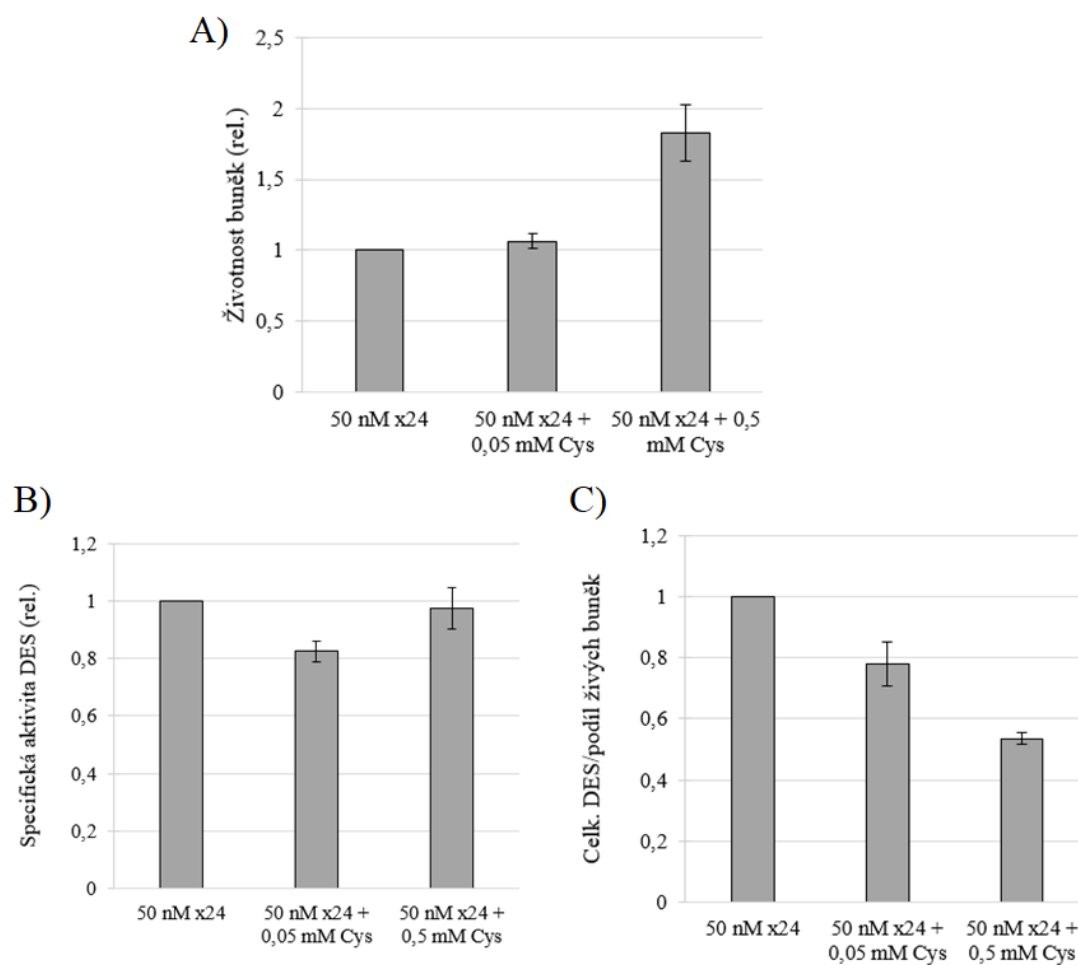 A)
Životnost buněk (rel.)
2,5
2
1,5
1
0,5
0
50 nM x24
50 nM x24 +
0,05 mM Cys
50 nM x24 + 0,5
mM Cys
B)
Specifická aktivita DES (rel.)
1,2
1
0,8
0,6
0,4
0,2
0
50 nM x24
50 nM x24 +
0,05 mM Cys
50 nM x24 +
0,5 mM Cys
C)
Celk. DES/podíl živých buněk
1,2
1
0,8
0,6
0,4
0,2
0
50 nM x24
50 nM x24 +
0,05 mM Cys
50 nM x24 +
0,5 mM Cys